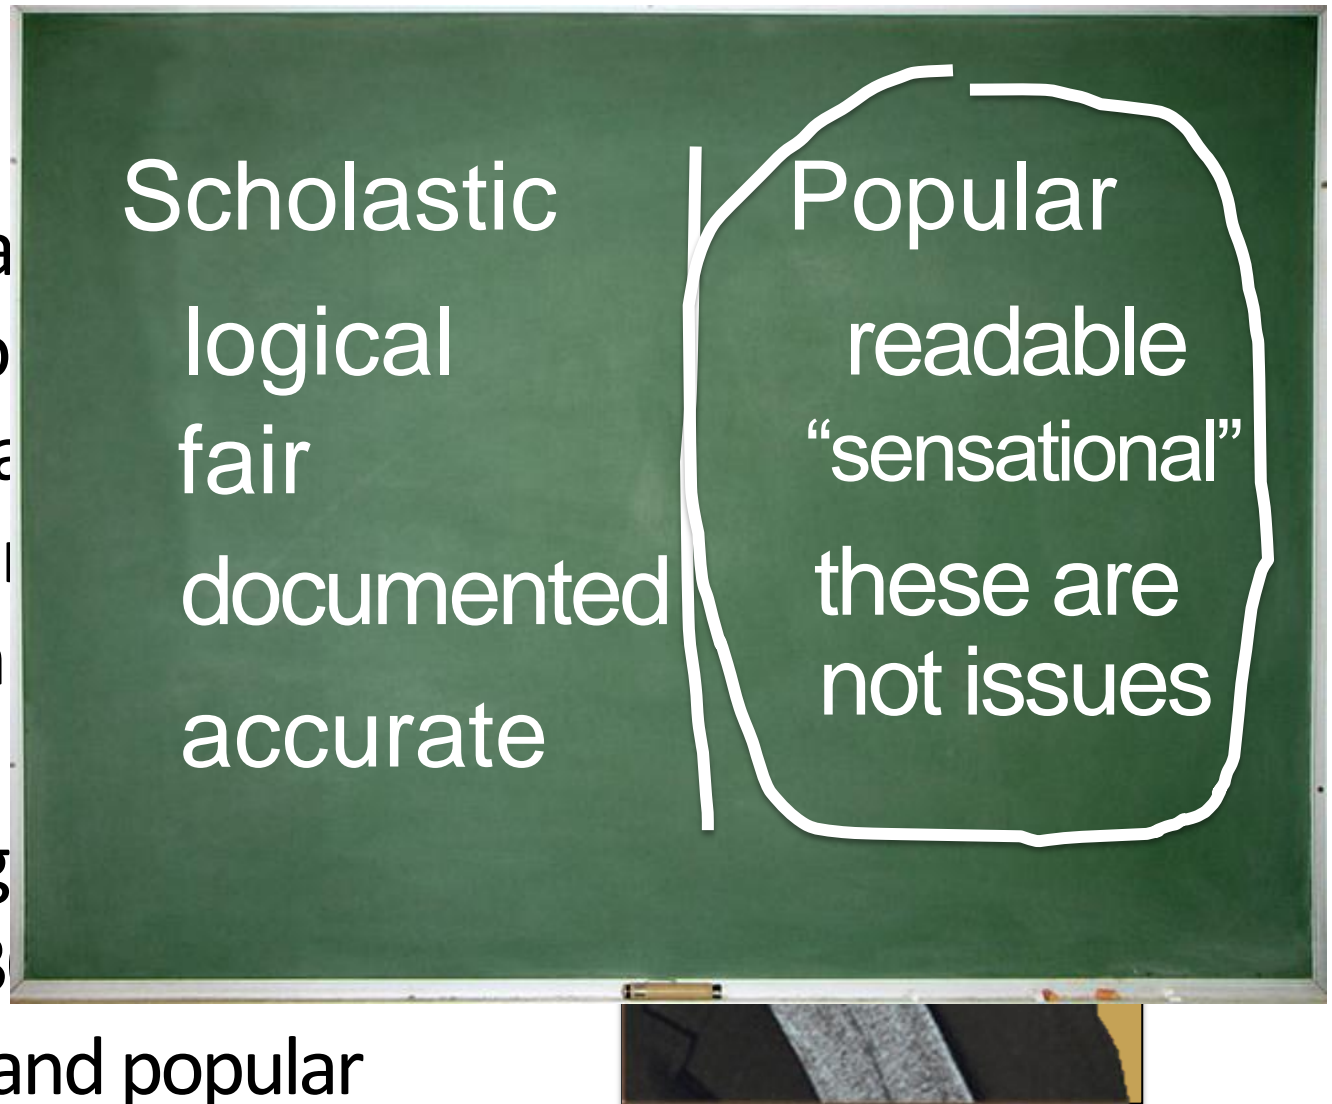 Scholastic
logical
fair
documented
accurate
Popular
readable
“sensational”
these are
not issues
and popular